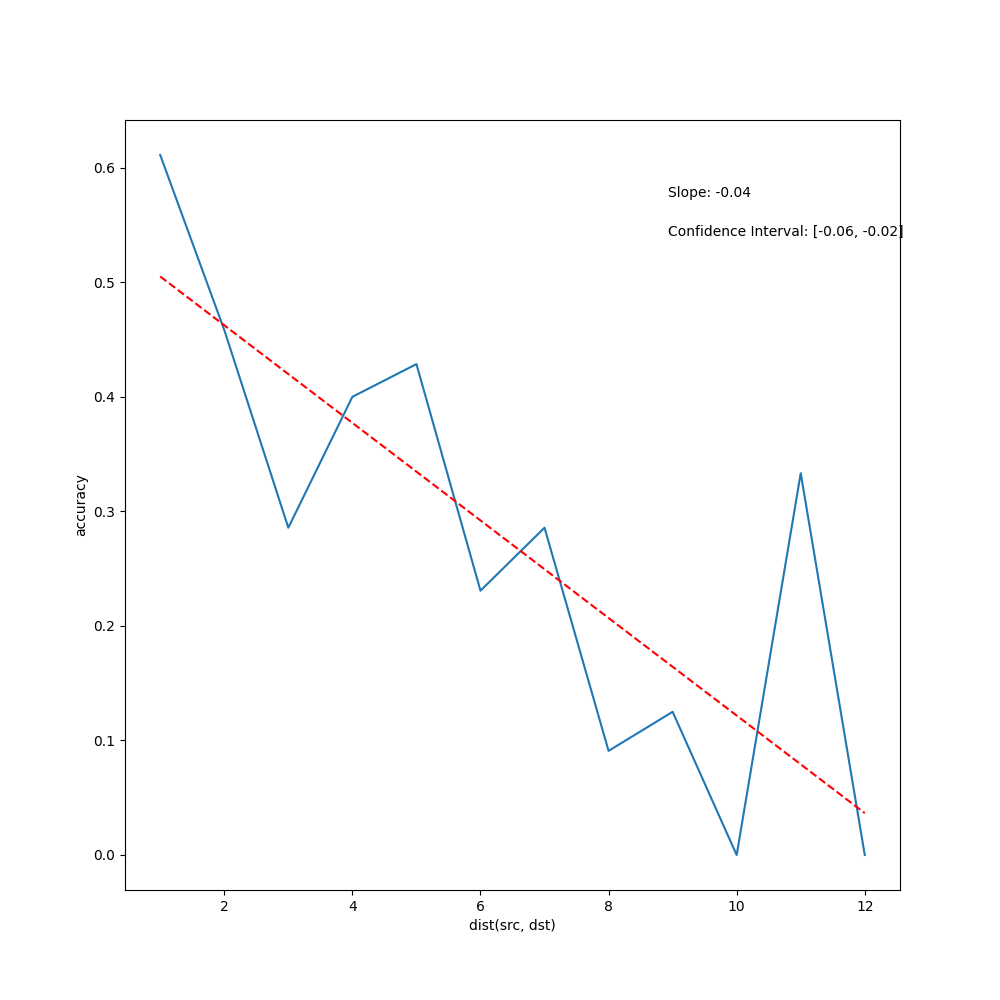 Slope: -0.04
Confidence Interval: [-0.06, -0.02]
0.6
0.5
0.4
0.3
0.2
0.1
0.0
accuracy
2 4 6 8 10 12
dist(src, dst)